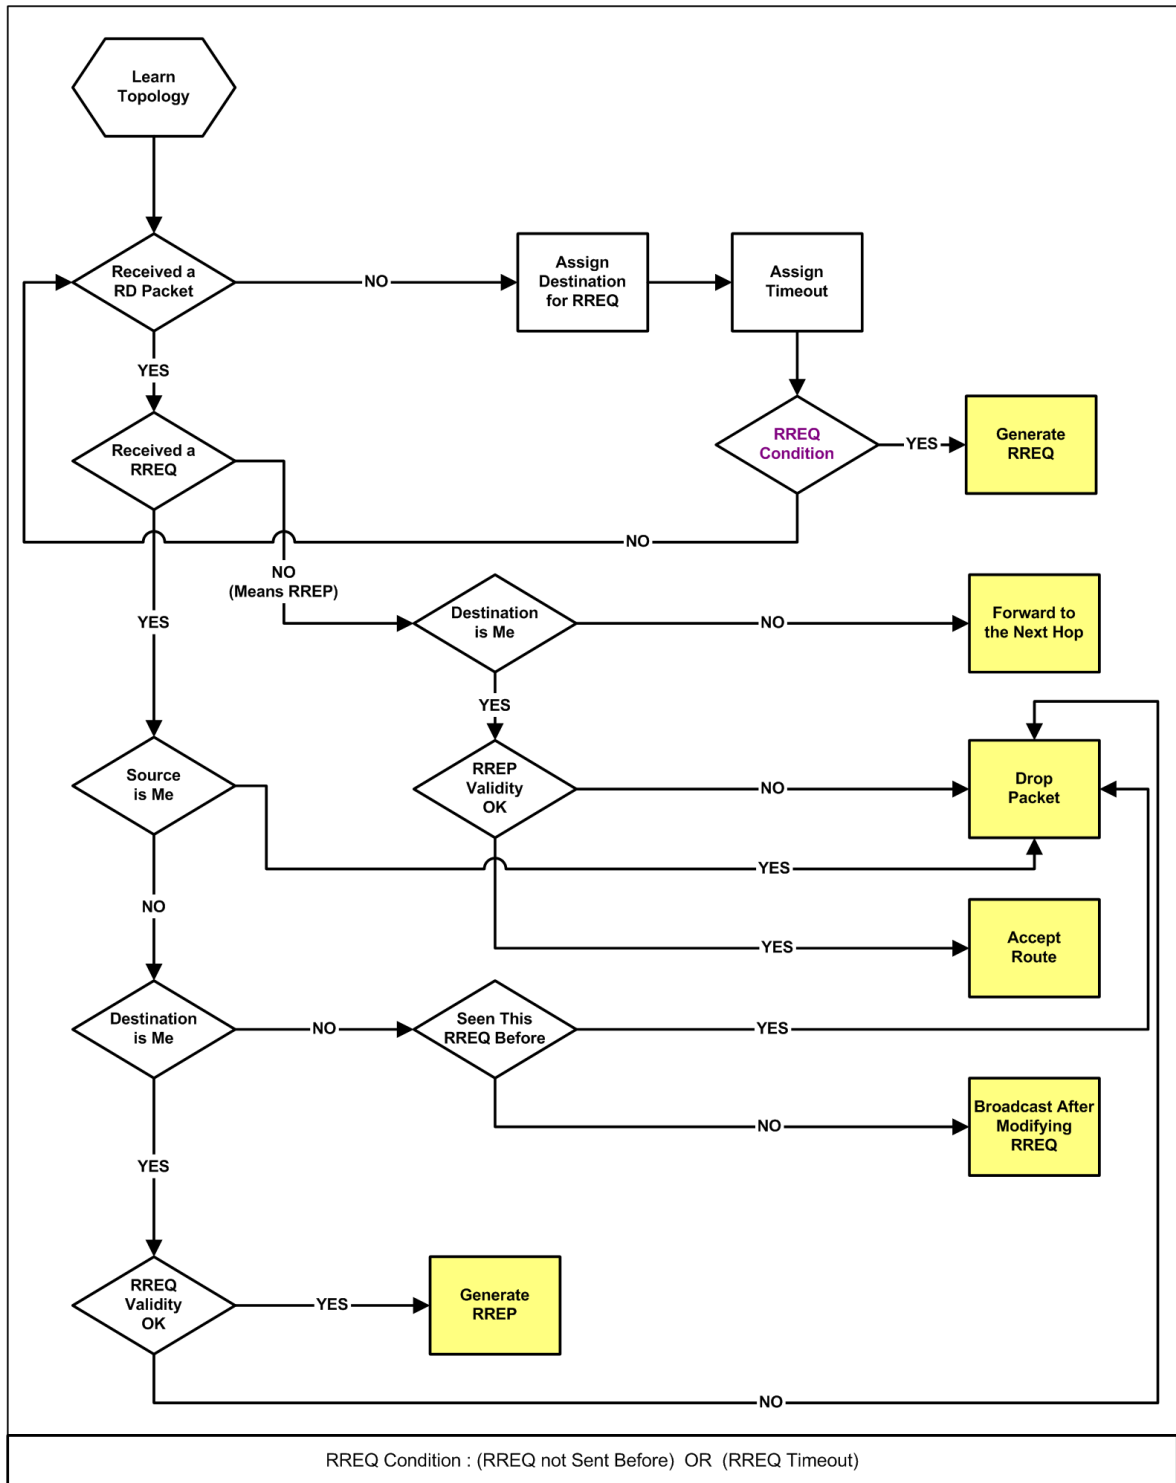 Learn
Topology
Received a
RD Packet
NO
Assign
Destination
for RREQ
Assign
Timeout
YES
Received a
RREQ
RREQ
Condition
YES
Generate
RREQ
NO
NO
(Means RREP)
YES
Destination
is Me
NO
Forward to
the Next Hop
YES
Source
is Me
RREP
Validity
OK
NO
Drop
Packet
YES
NO
YES
Accept
Route
Destination
is Me
NO
Seen This
RREQ Before
YES
Broadcast After
Modifying
RREQ
NO
YES
RREQ
Validity
OK
YES
Generate
RREP
NO
RREQ Condition : (RREQ not Sent Before) OR (RREQ Timeout)